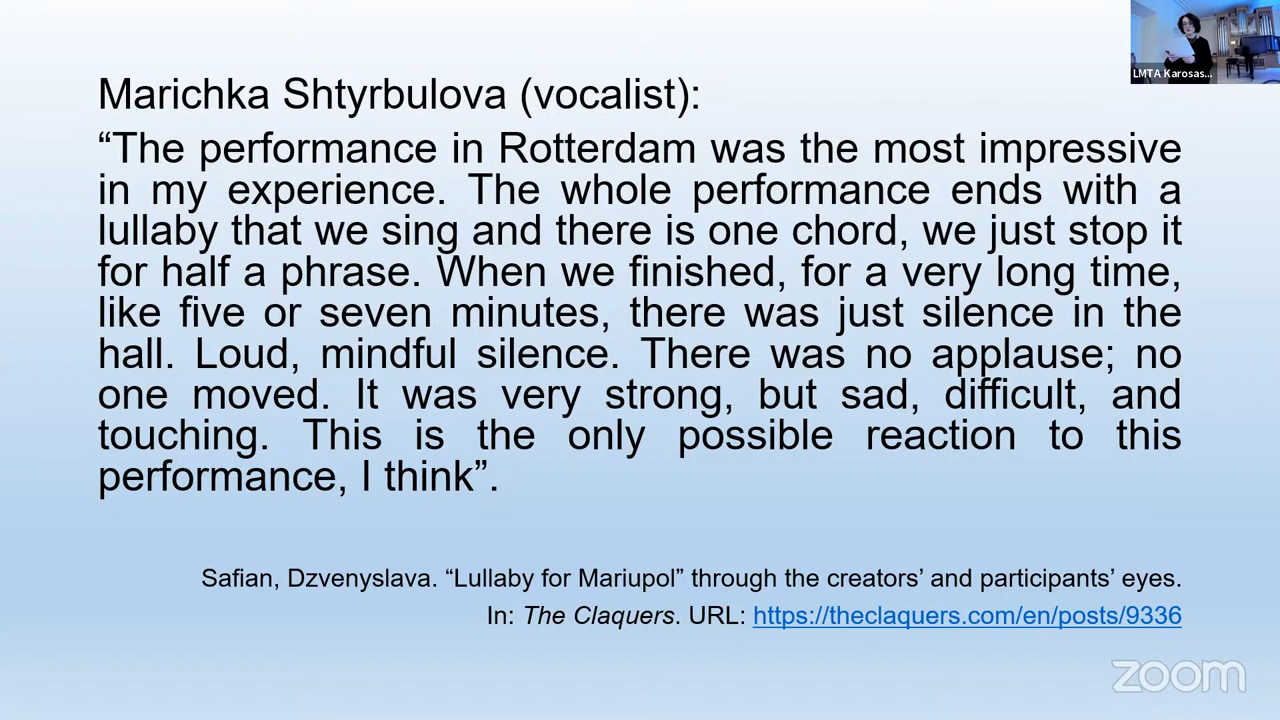 LMTA Karosas...
Marichka Shtyrbulova (vocalist):
“The performance in Rotterdam was the most impressive
in my experience. The whole performance ends with a
lullaby that we sing and there is one chord, we just stop it
for half a phrase. When we finished, for a very long time,
like five or seven minutes, there was just silence in the
hall. Loud, mindful silence. There was no applause; no
one moved. It was very strong, but sad, difficult, and
touching. This is the only possible reaction to this
performance, I think”.
Safian, Dzvenyslava. “Lullaby for Mariupol” through the creators’ and participants’ eyes.
In: The Claquers. URL: https://theclaquers.com/en/posts/9336
zoom